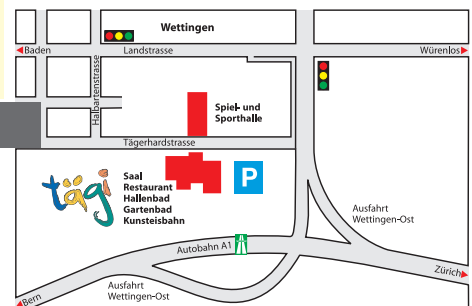 Wettingen
Baden
Landstrasse
Würenlos
Halbartenstrasse
Spiel- und
Sporthalle
Tägerhardstrasse
tägi
Saal
Restaurant
Hallenbad
Gartenbad
Kunsteisbahn
P
Ausfahrt
Wettingen-Ost
Autobahn A1
Zürich
Ausfahrt
Wettingen-Ost
Bern